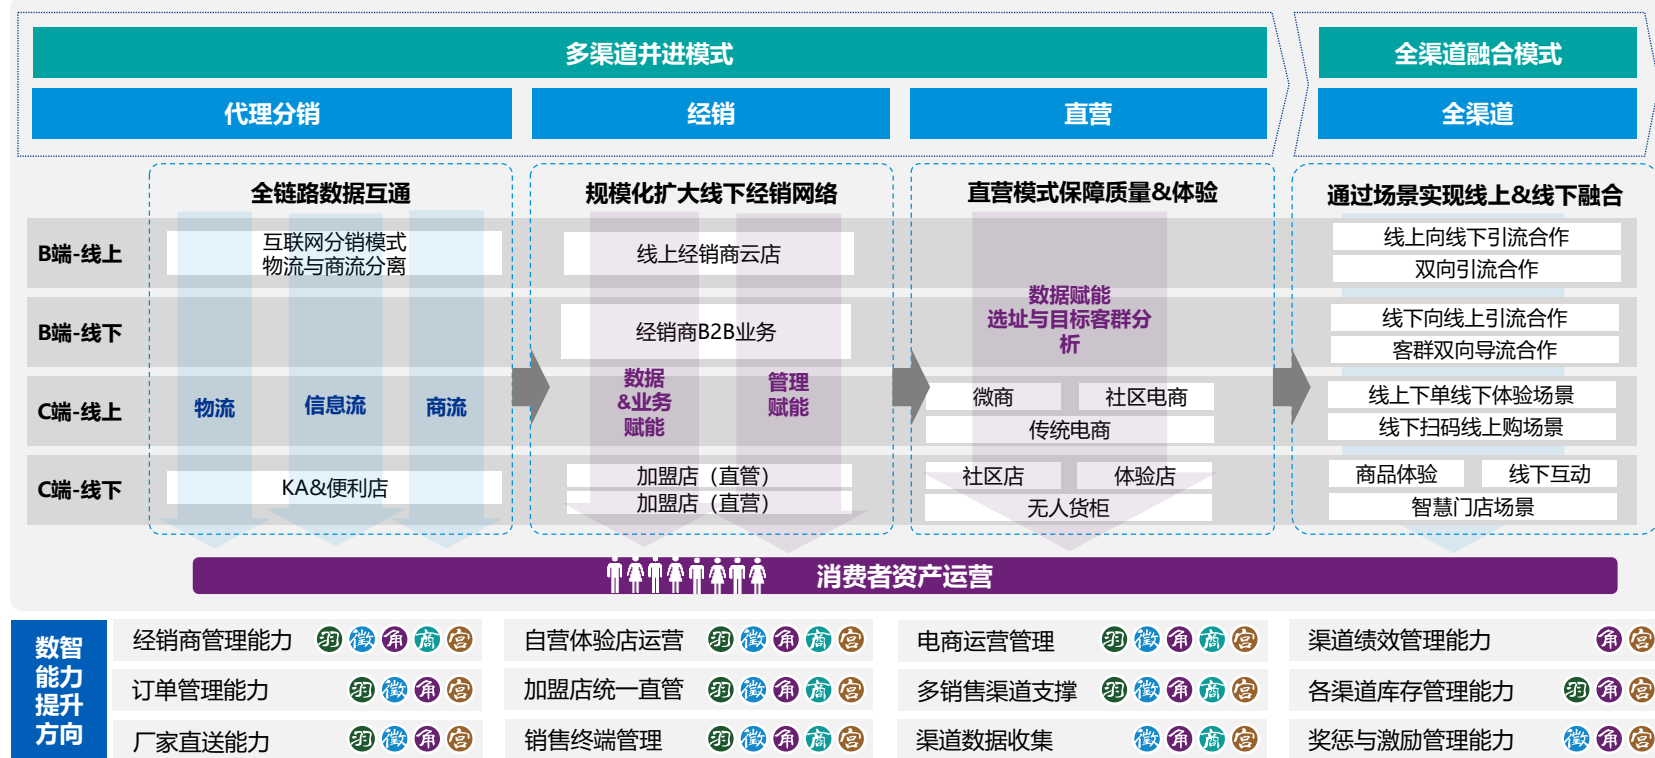 多渠道并进模式
全渠道融合模式
代理分销
经销
直营
全渠道
全链路数据互通
规模化扩大线下经销网络
直营模式保障质量&体验
通过场景实现线上&线下融合
B端-线上
互联网分销模式
物流与商流分离
线上经销商云店
线上向线下引流合作
双向引流合作
B端-线下
经销商B2B业务
数据赋能
选址与目标客群分
析
线下向线上引流合作
客群双向导流合作
C端-线上
物流
信息流
商流
数据
&业务
赋能
管理
赋能
微商
社区电商
传统电商
线上下单线下体验场景
线下扫码线上购场景
C端-线下
KA&便利店
加盟店（直管）
加盟店（直营）
社区店
体验店
无人货柜
商品体验
线下互动
智慧门店场景
消费者资产运营
数智
能力
提升
方向
经销商管理能力 羽 徵 角 商 宫
自营体验店运营 羽 徵 角 商 宫
电商运营管理 羽 徵 角 商 宫
渠道绩效管理能力 角 宫
订单管理能力 羽 徵 角 宫
加盟店统一直管 羽 徵 角 商 宫
多销售渠道支撑 羽 徵 角 商 宫
各渠道库存管理能力 羽 角 宫
厂家直送能力 羽 徵 角 宫
销售终端管理 羽 徵 角 商 宫
渠道数据收集 徵 角 商 宫
奖惩与激励管理能力 徵 角 宫